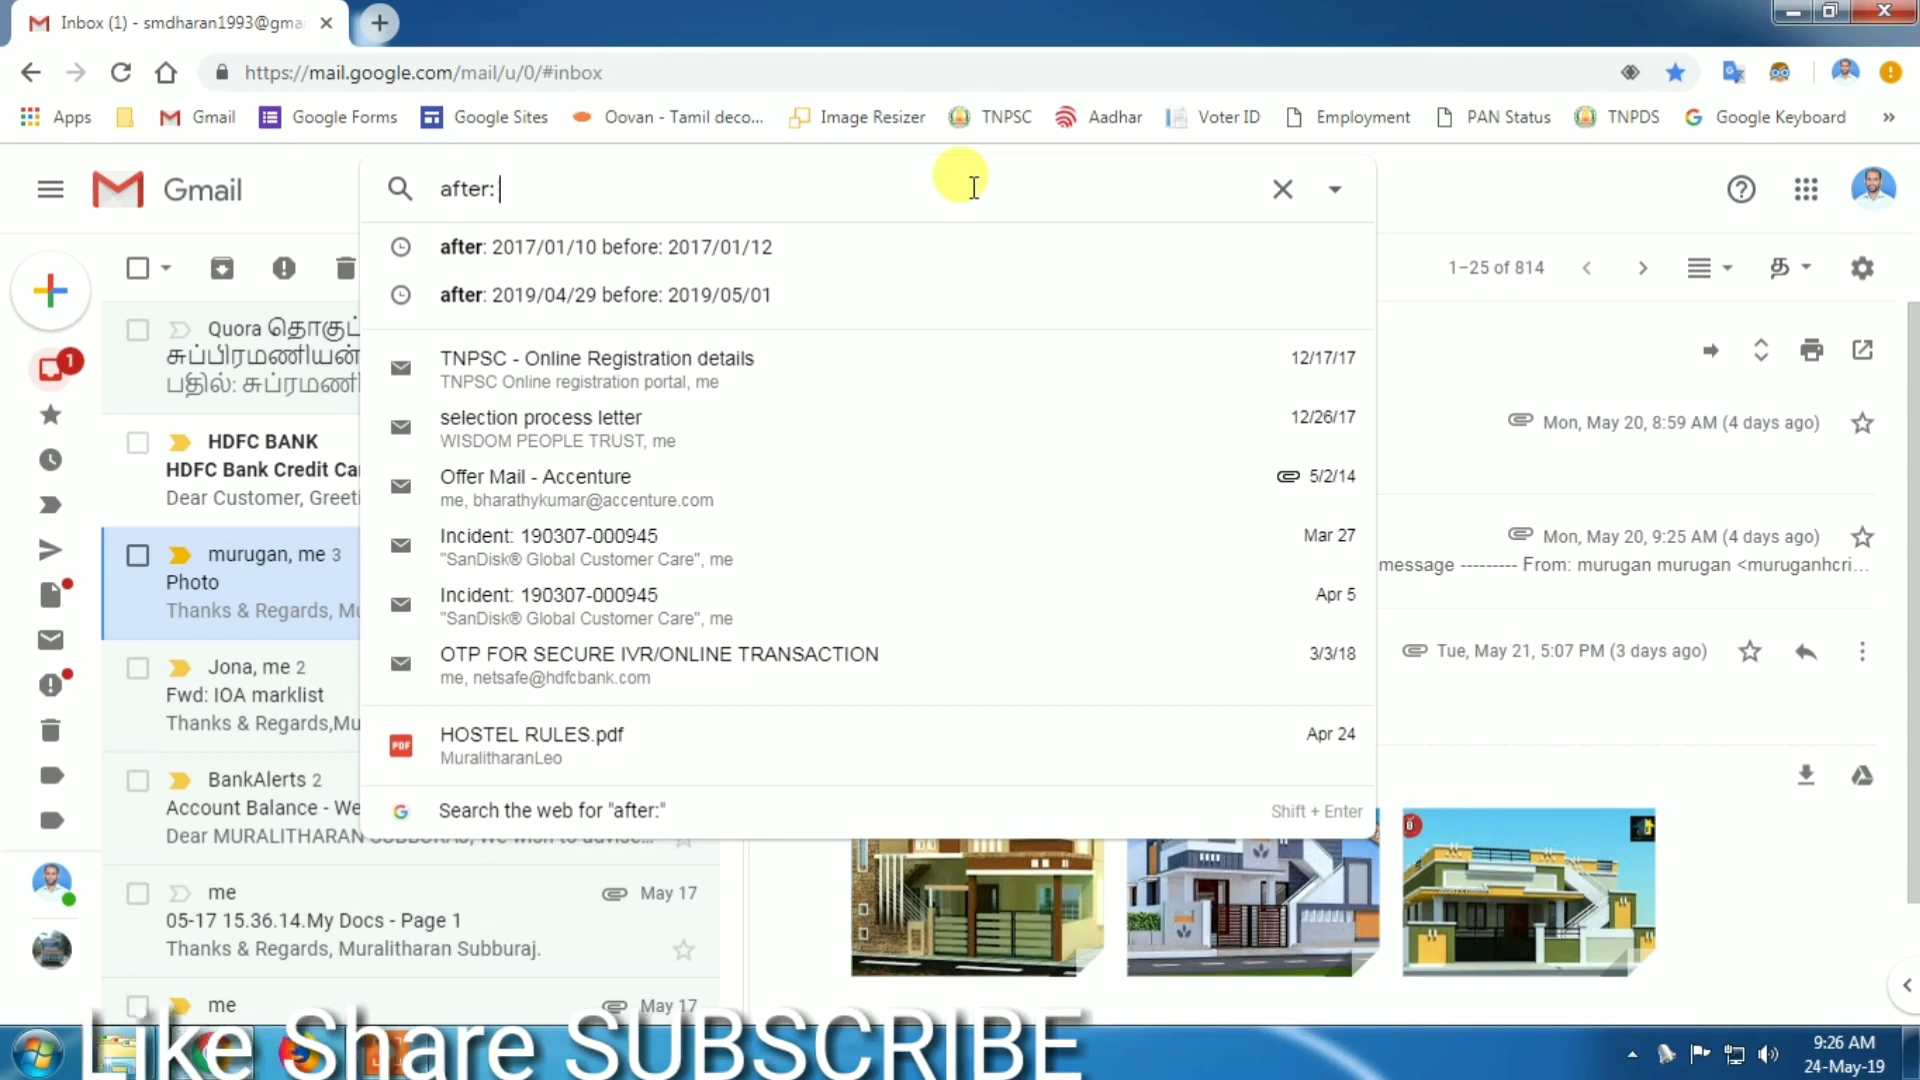 Inbox (1) - smdharan1993@gma
https://mail.google.com/mail/u/0/#inbox
Apps
Gmail
Google Forms
Google Sites
Oovan - Tamil deco...
Image Resizer
TNPSC
Aadhar
Voter ID
Employment
PAN Status
TNPDS
Google Keyboard
»
Gmail
after:
after: 2017/01/10 before: 2017/01/12
after: 2019/04/29 before: 2019/05/01
1–25 of 814
த
TNPSC - Online Registration details
12/17/17
TNPSC Online registration portal, me
selection process letter
12/26/17
WISDOM PEOPLE TRUST, me
Offer Mail - Accenture
5/2/14
me, bharathykumar@accenture.com
Incident: 190307-000945
Mar 27
"SanDisk® Global Customer Care", me
Incident: 190307-000945
Apr 5
"SanDisk® Global Customer Care", me
OTP FOR SECURE IVR/ONLINE TRANSACTION
3/3/18
me, netsafe@hdfcbank.com
PDF
HOSTEL RULES.pdf
Apr 24
MuralitharanLeo
Search the web for "after:"
Shift + Enter
1
Quora தொகுப்
சுப்பிரமணியன்
பதில்: சுப்ரமணி
HDFC BANK
HDFC Bank Credit Ca
Dear Customer, Greeti
murugan, me 3
Photo
Thanks & Regards, Mu
Jona, me 2
Fwd: IOA marklist
Thanks & Regards,Mu
BankAlerts 2
Account Balance - We
Dear MURALITHARAN SUBBURAJ, We wish to advise...
me
May 17
05-17 15.36.14.My Docs - Page 1
Thanks & Regards, Muralitharan Subburaj.
me
May 17
Mon, May 20, 8:59 AM (4 days ago)
Mon, May 20, 9:25 AM (4 days ago)
message --------- From: murugan murugan <muruganhcri...
Tue, May 21, 5:07 PM (3 days ago)
8
Like Share SUBSCRIBE
9:26 AM
24-May-19